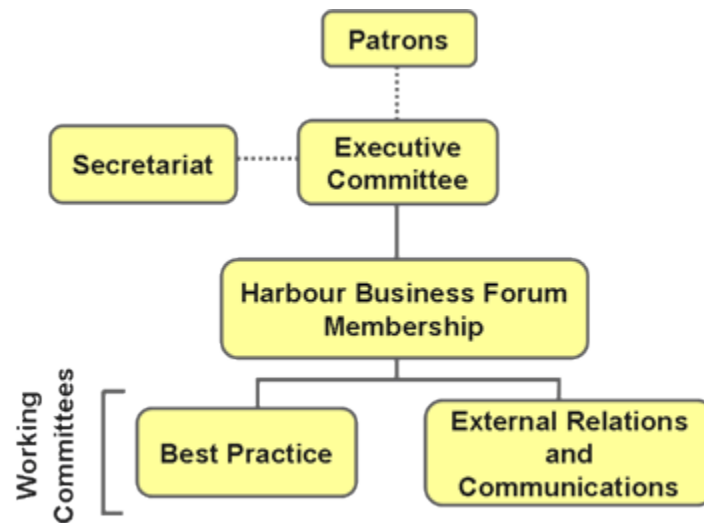 Patrons
Secretariat
Executive
Committee
Harbour Business Forum
Membership
Working
Committees
Best Practice
External Relations
and
Communications